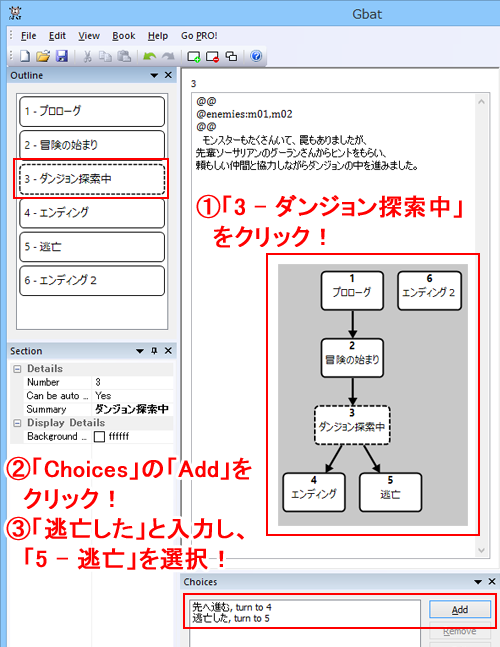 Gbat
File Edit View Book Help Go PRO!
Outline
1 - プロローグ
2 - 冒険の始まり
3 - ダンジョン探索中
4 - エンディング
5 - 逃亡
6 - エンディング２
3
@@
@enemies:m01,m02
@@
モンスターもたくさんいて、罠もありましたが、
先輩ソーサリアンのグーランさんからヒントをもらい、
頼もしい仲間と協力しながらダンジョンの中を進みました。
①「3 － ダンジョン探索中」
をクリック！
1
プロローグ
6
エンディング２
2
冒険の始まり
3
ダンジョン探索中
4
エンディング
5
逃亡
Section
Details
Number 3
Can be auto ... Yes
Summary ダンジョン探索中
Display Details
Background ... ffffff
②「Choices」の「Add」を
クリック！
③「逃亡した」と入力し、
「5 － 逃亡」を選択！
Choices
先へ進む, turn to 4
逃亡した, turn to 5
Add
Remove